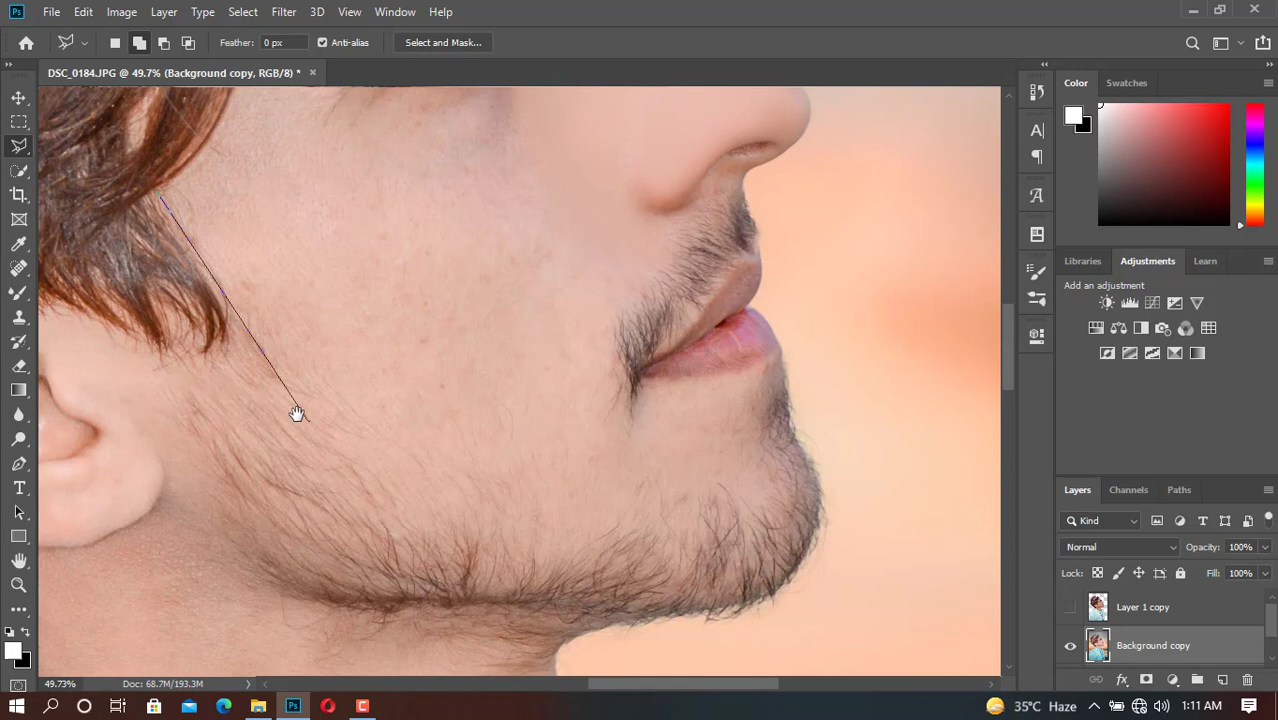 Ps File Edit Image Layer Type Select Filter 3D View Window Help
Feather: 0 px Anti-alias Select and Mask...
DSC_0184.JPG @ 49.7% (Background copy, RGB/8) * ×
Color Swatches
Libraries Adjustments Learn
Add an adjustment
Layers Channels Paths
Kind
Normal Opacity: 100%
Lock: Fill: 100%
Layer 1 copy
Background copy
49.73% Doc: 68.7M/193.3M
35°C Haze 1:11 AM